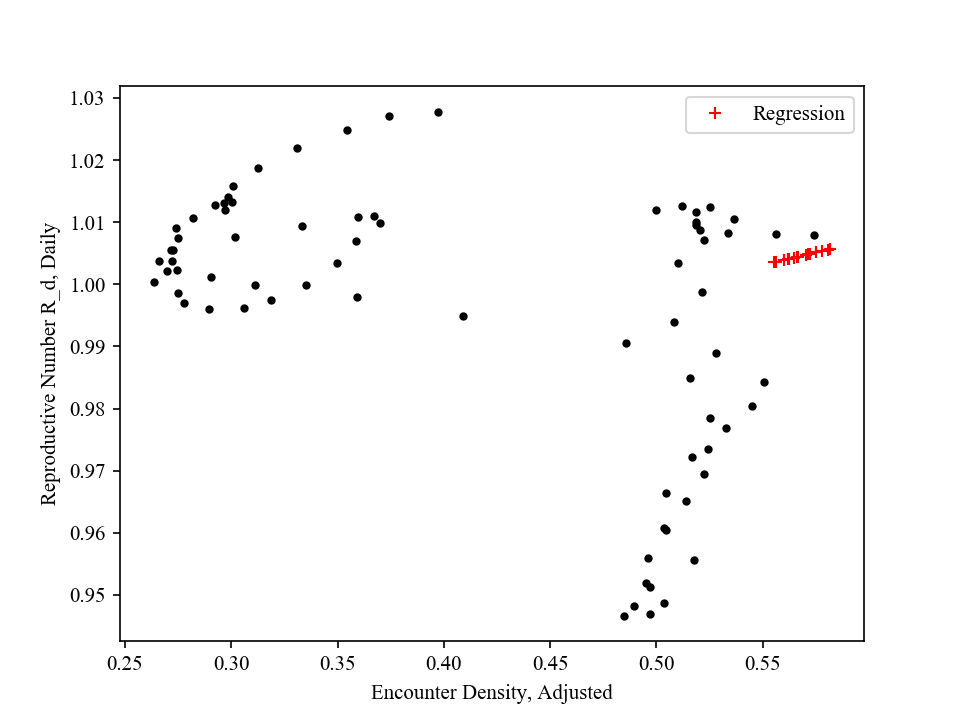 1.03
1.02
1.01
1.00
0.99
0.98
0.97
0.96
0.95
Reproductive Number R_d, Daily
Regression
0.25 0.30 0.35 0.40 0.45 0.50 0.55
Encounter Density, Adjusted